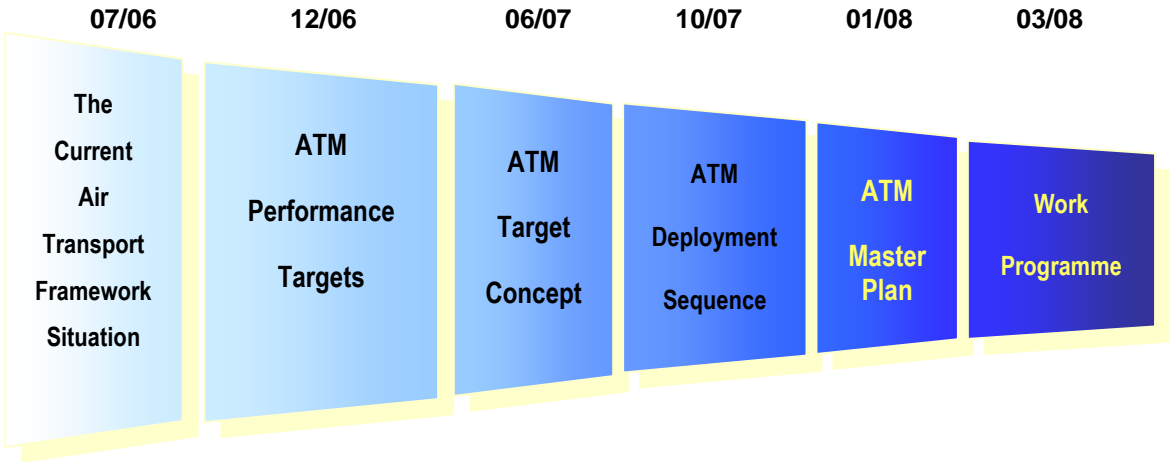 07/06 12/06 06/07 10/07 01/08 03/08
The
Current
Air
Transport
Framework
Situation
ATM
Performance
Targets
ATM
Target
Concept
ATM
Deployment
Sequence
ATM
Master
Plan
Work
Programme